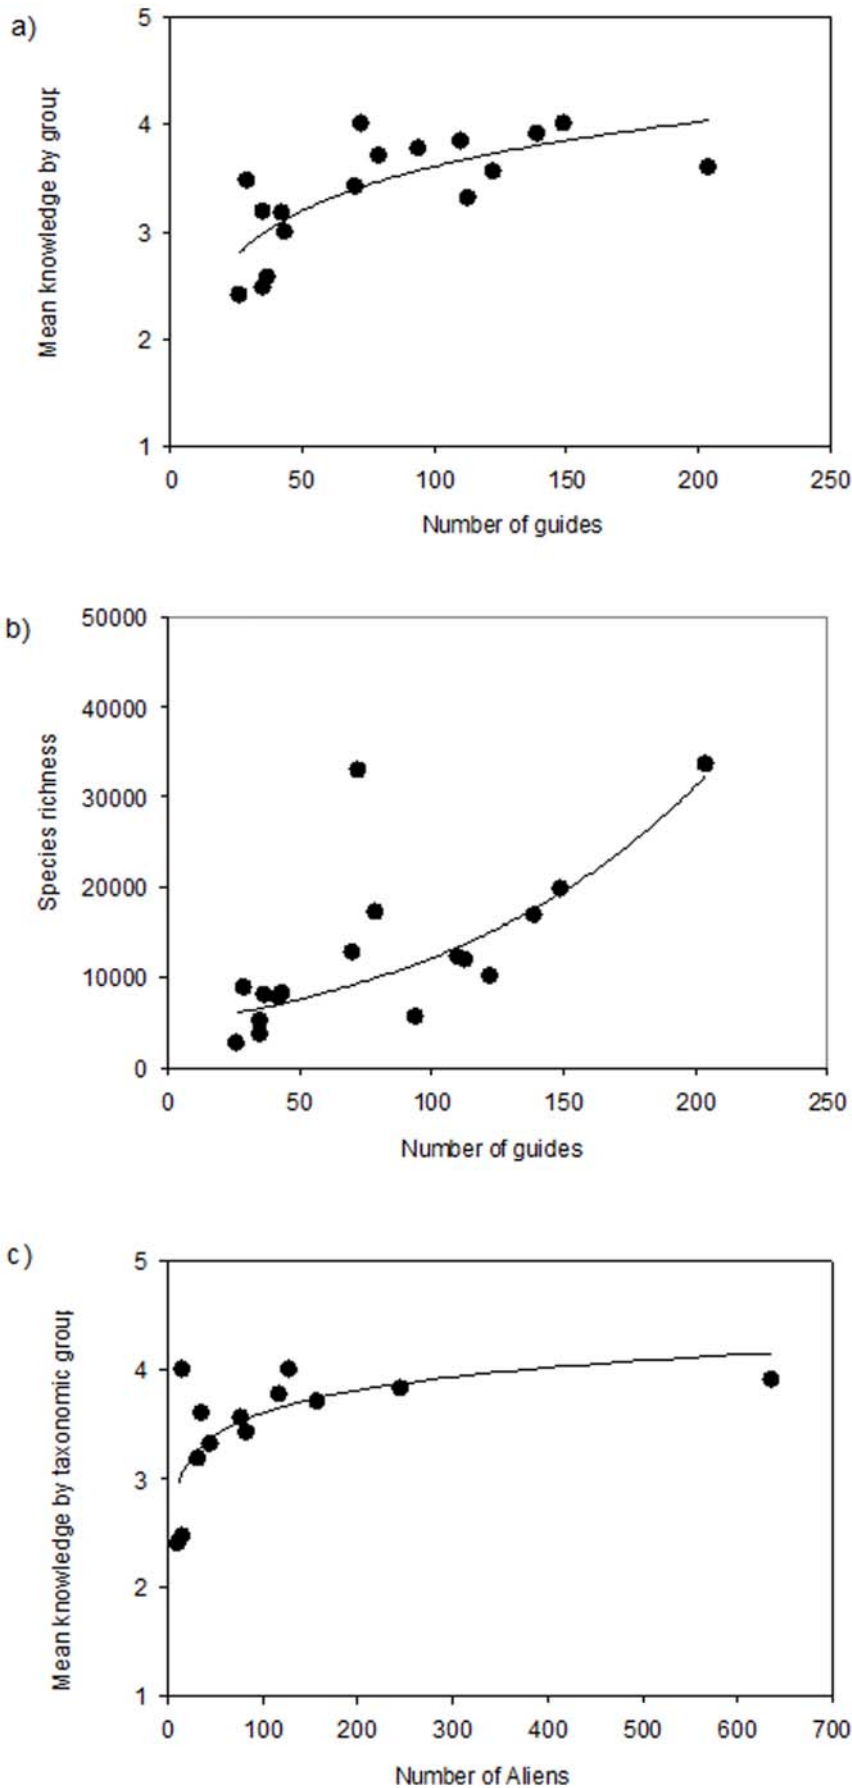 a)
5
4
3
2
1
Mean knowledge by group
0 50 100 150 200 250
Number of guides
b)
50000
40000
30000
20000
10000
0
Species richness
0 50 100 150 200 250
Number of guides
c)
5
4
3
2
1
Mean knowledge by taxonomic group
0 100 200 300 400 500 600 700
Number of Aliens